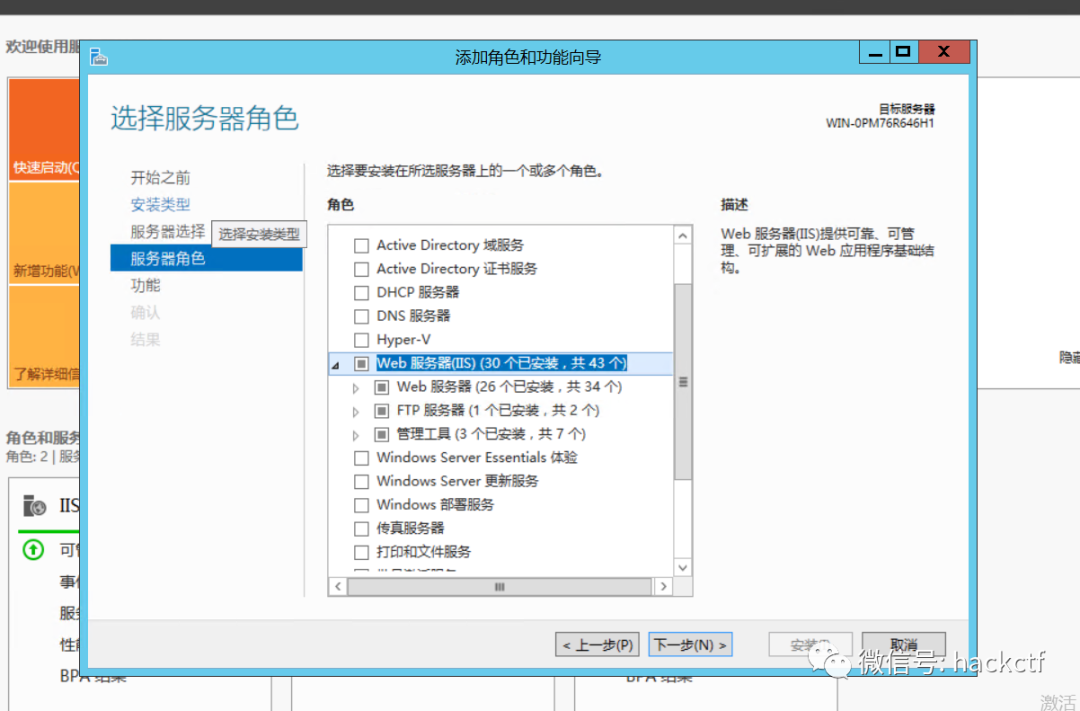 欢迎使用服
添加角色和功能向导
选择服务器角色
目标服务器
WIN-0PM76R646H1
快速启动(Q
新增功能(W
了解详细信
隐藏
开始之前
安装类型
服务器选择
选择安装类型
服务器角色
功能
确认
结果
选择要安装在所选服务器上的一个或多个角色。
角色
Active Directory 域服务
Active Directory 证书服务
DHCP 服务器
DNS 服务器
Hyper-V
Web 服务器(IIS) (30 个已安装，共 43 个)
Web 服务器 (26 个已安装，共 34 个)
FTP 服务器 (1 个已安装，共 2 个)
管理工具 (3 个已安装，共 7 个)
Windows Server Essentials 体验
Windows Server 更新服务
Windows 部署服务
传真服务器
打印和文件服务
描述
Web 服务器(IIS)提供可靠、可管
理、可扩展的 Web 应用程序基础结
构。
角色和服务
角色: 2 | 服务
IIS
可管
事件
服务
性能
BPA 结果
BPA 结果
< 上一步(P)
下一步(N) >
安装
取消
微信号: hackctf
激活